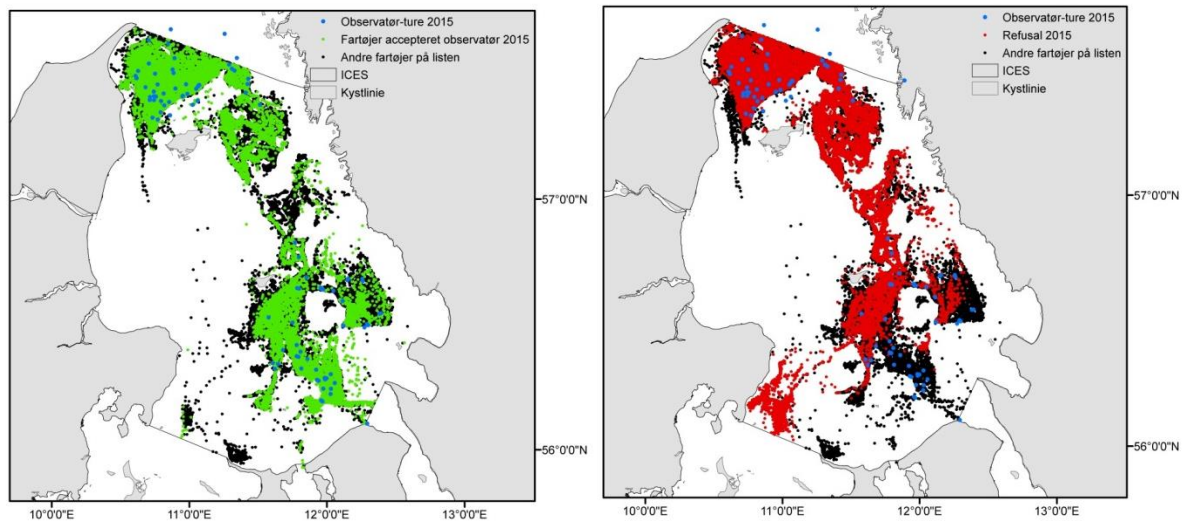 Observatør-ture 2015
Fartøjer accepteret observatør 2015
Andre fartøjer på listen
ICES
Kystlinie
57°0'0"N
56°0'0"N
10°0'0"E
11°0'0"E
12°0'0"E
13°0'0"E
Observatør-ture 2015
Refusal 2015
Andre fartøjer på listen
ICES
Kystlinie
57°0'0"N
56°0'0"N
10°0'0"E
11°0'0"E
12°0'0"E
13°0'0"E